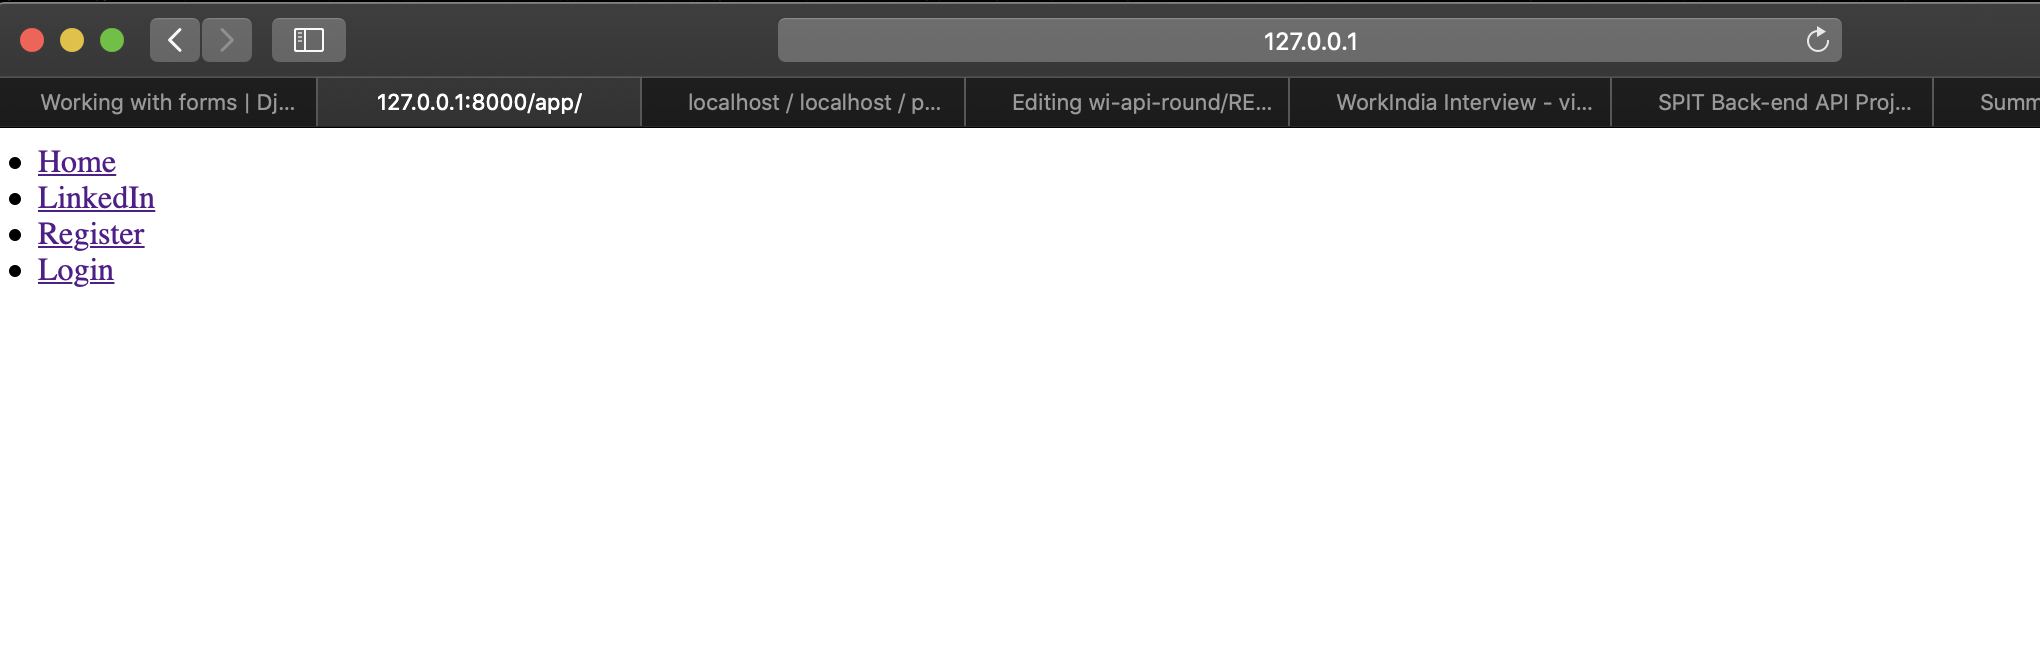 127.0.0.1
Working with forms | Dj...
127.0.0.1:8000/app/
localhost / localhost / p...
Editing wi-api-round/RE...
WorkIndia Interview - vi...
SPIT Back-end API Proj...
Summ
Home
LinkedIn
Register
Login